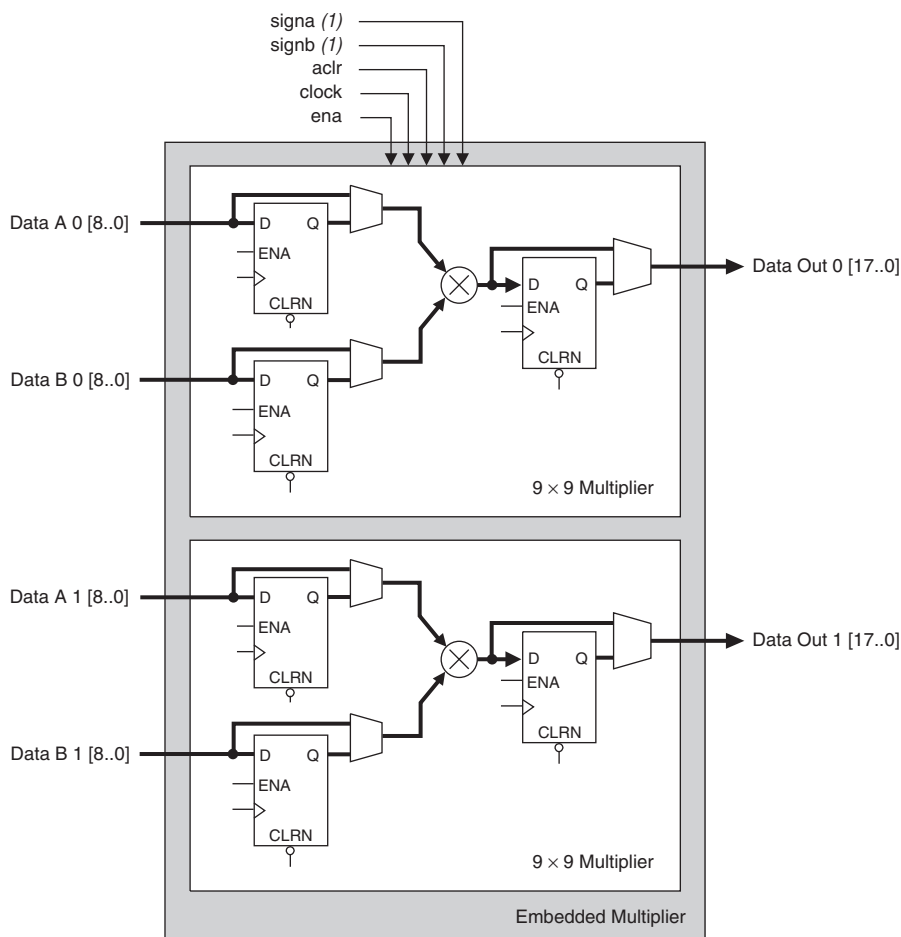 signa (1)
signb (1)
aclr
clock
ena
Data A 0 [8..0]
D Q
ENA
CLRN
Data B 0 [8..0]
D Q
ENA
CLRN
D Q
ENA
CLRN
Data Out 0 [17..0]
9 × 9 Multiplier
Data A 1 [8..0]
D Q
ENA
CLRN
Data B 1 [8..0]
D Q
ENA
CLRN
D Q
ENA
CLRN
Data Out 1 [17..0]
9 × 9 Multiplier
Embedded Multiplier